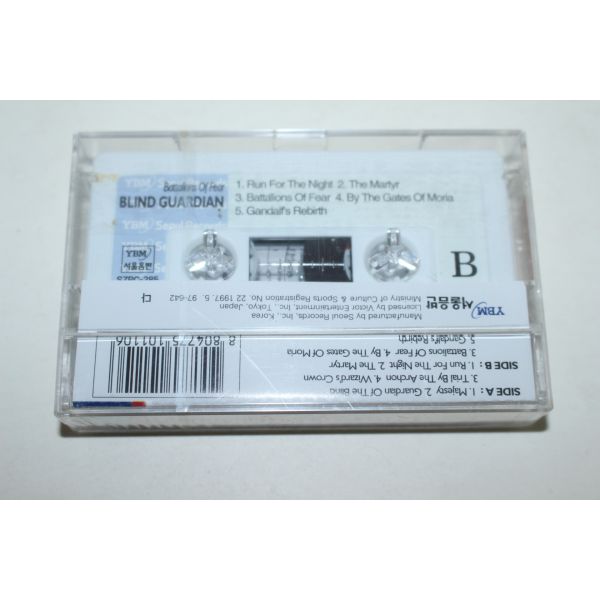 Battalions Of Fear
BLIND GUARDIAN
1. Run For The Night 2. The Martyr
3. Battalions Of Fear 4. By The Gates Of Moria
5. Gandalf's Rebirth
YBM
서울음반
B
YBM 서울음반
다
Manufactured by Seoul Records, Inc., Korea
Licensed by Victor Entertainment, Inc., Tokyo, Japan
Ministry of Culture & Sports Registration No. 22 1997. 5. 97-642
SIDE A : 1. Majesty 2. Guardian Of The Blind
3. Trial By The Archon 4. Wizard's Crown
SIDE B : 1. Run For The Night 2. The Martyr
3. Battalions Of Fear 4. By The Gates Of Moria
5. Gandalf's Rebirth
8 804775 101106